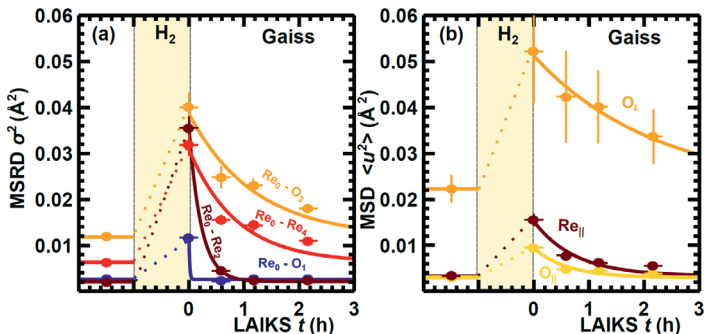 (a)
H2
Gaiss
MSRD σ² (Å²)
0.06
0.05
0.04
0.03
0.02
0.01
Re0 - O3
Re0 - Re4
Re0 - Re2
Re0 - O1
0 1 2 3
LAIKS t (h)
(b)
H2
Gaiss
MSD <u²> (Å²)
0.06
0.05
0.04
0.03
0.02
0.01
O⊥
Re||
O||
0 1 2 3
LAIKS t (h)